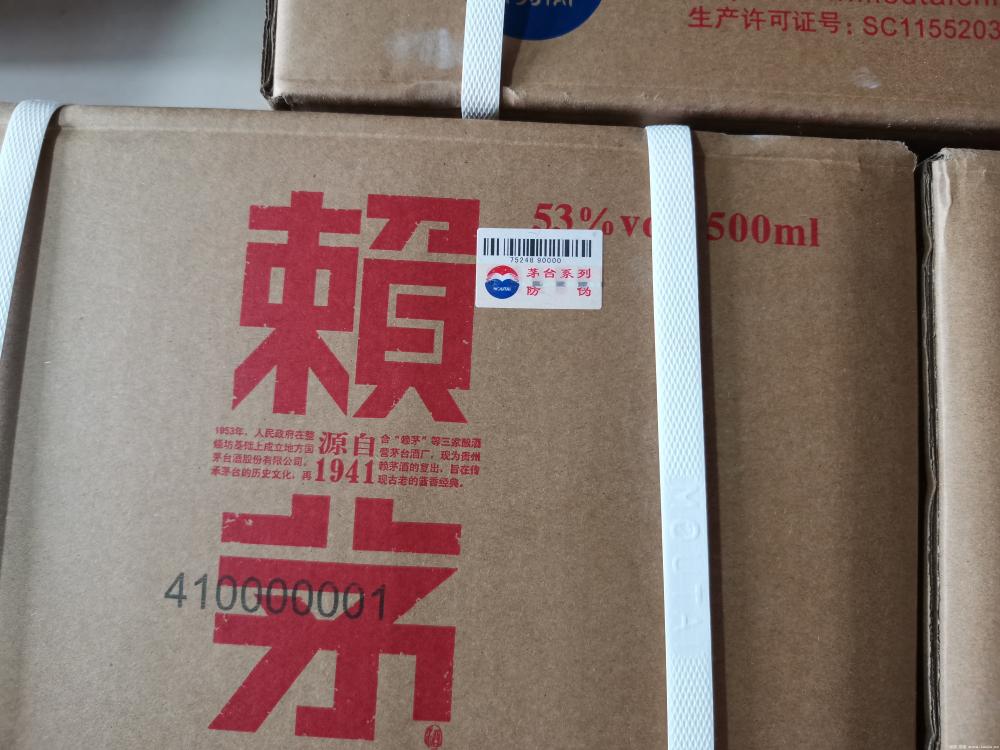 生产许可证号：SC1155203
53%vo 500ml
75248 90000
茅台系列
防 伪
MOUTAI
賴
1953年，人民政府在整合"赖茅"等三家酿酒
烧坊基础上成立地方国营茅台酒厂，现为贵州
茅台酒股份有限公司。赖茅酒的复出，旨在传
承茅台的历史文化，再现古老的酱香经典。
源自
1941
茅
410000001
MOUTA